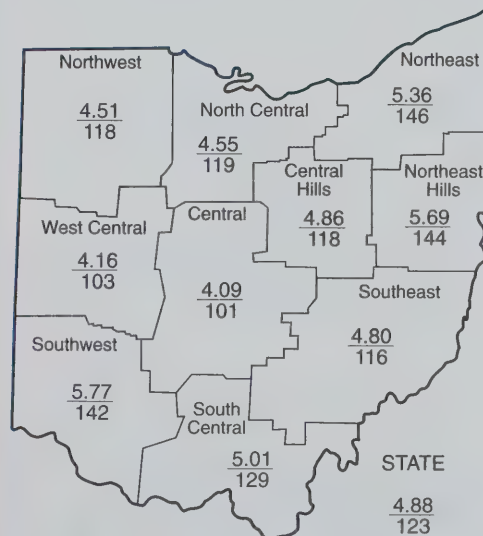 Northwest
4.51
118
North Central
4.55
119
Northeast
5.36
146
Central
Hills
4.86
118
Northeast
Hills
5.69
144
West Central
4.16
103
Central
4.09
101
Southeast
4.80
116
Southwest
5.77
142
South
Central
5.01
129
STATE
4.88
123